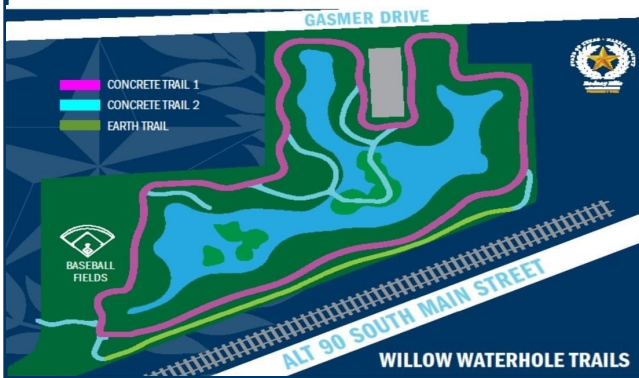 GASMER DRIVE
CONCRETE TRAIL 1
CONCRETE TRAIL 2
EARTH TRAIL
BASEBALL
FIELDS
ALT 90 SOUTH MAIN STREET
WILLOW WATERHOLE TRAILS